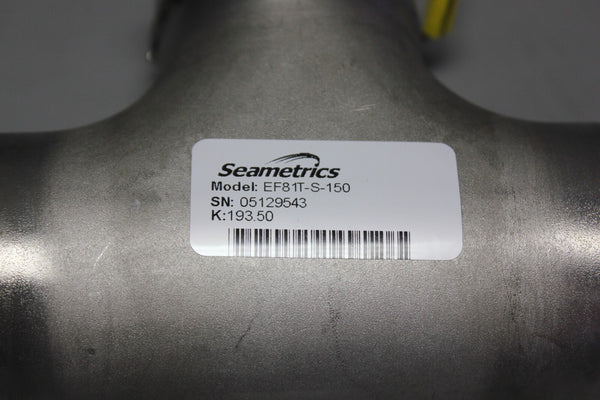 Seametrics
Model: EF81T-S-150
SN: 05129543
K:193.50